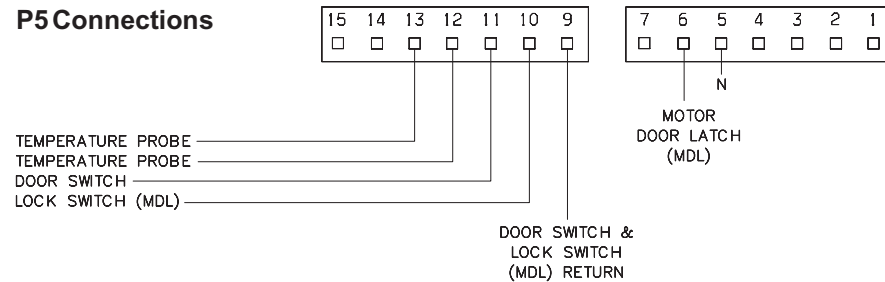 P5 Connections
15 14 13 12 11 10 9
7 6 5 4 3 2 1
N
MOTOR
DOOR LATCH
(MDL)
TEMPERATURE PROBE
TEMPERATURE PROBE
DOOR SWITCH
LOCK SWITCH (MDL)
DOOR SWITCH &
LOCK SWITCH
(MDL) RETURN